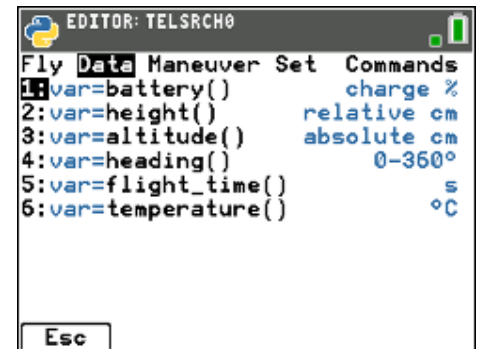 EDITOR: TELSRCH0
Fly Data Maneuver Set Commands
1:var=battery() charge %
2:var=height() relative cm
3:var=altitude() absolute cm
4:var=heading() 0-360°
5:var=flight_time() s
6:var=temperature() °C
Esc